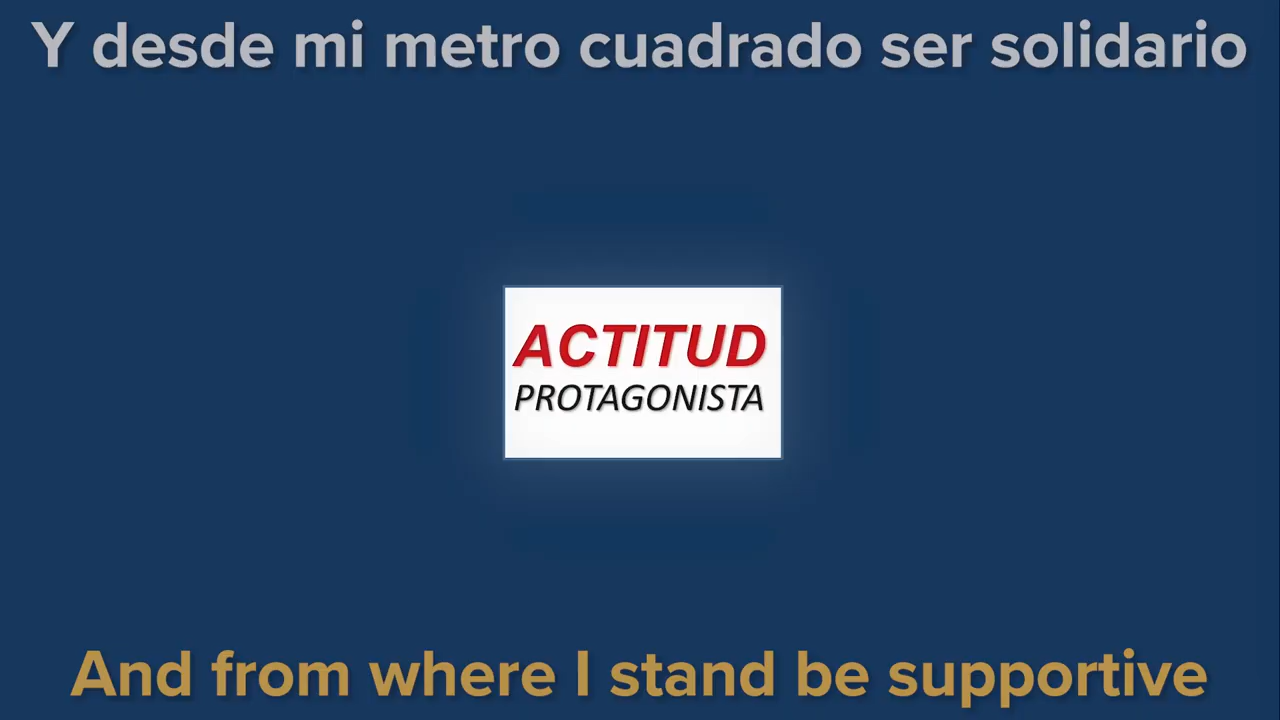 Y desde mi metro cuadrado ser solidario
ACTITUD
PROTAGONISTA
And from where I stand be supportive